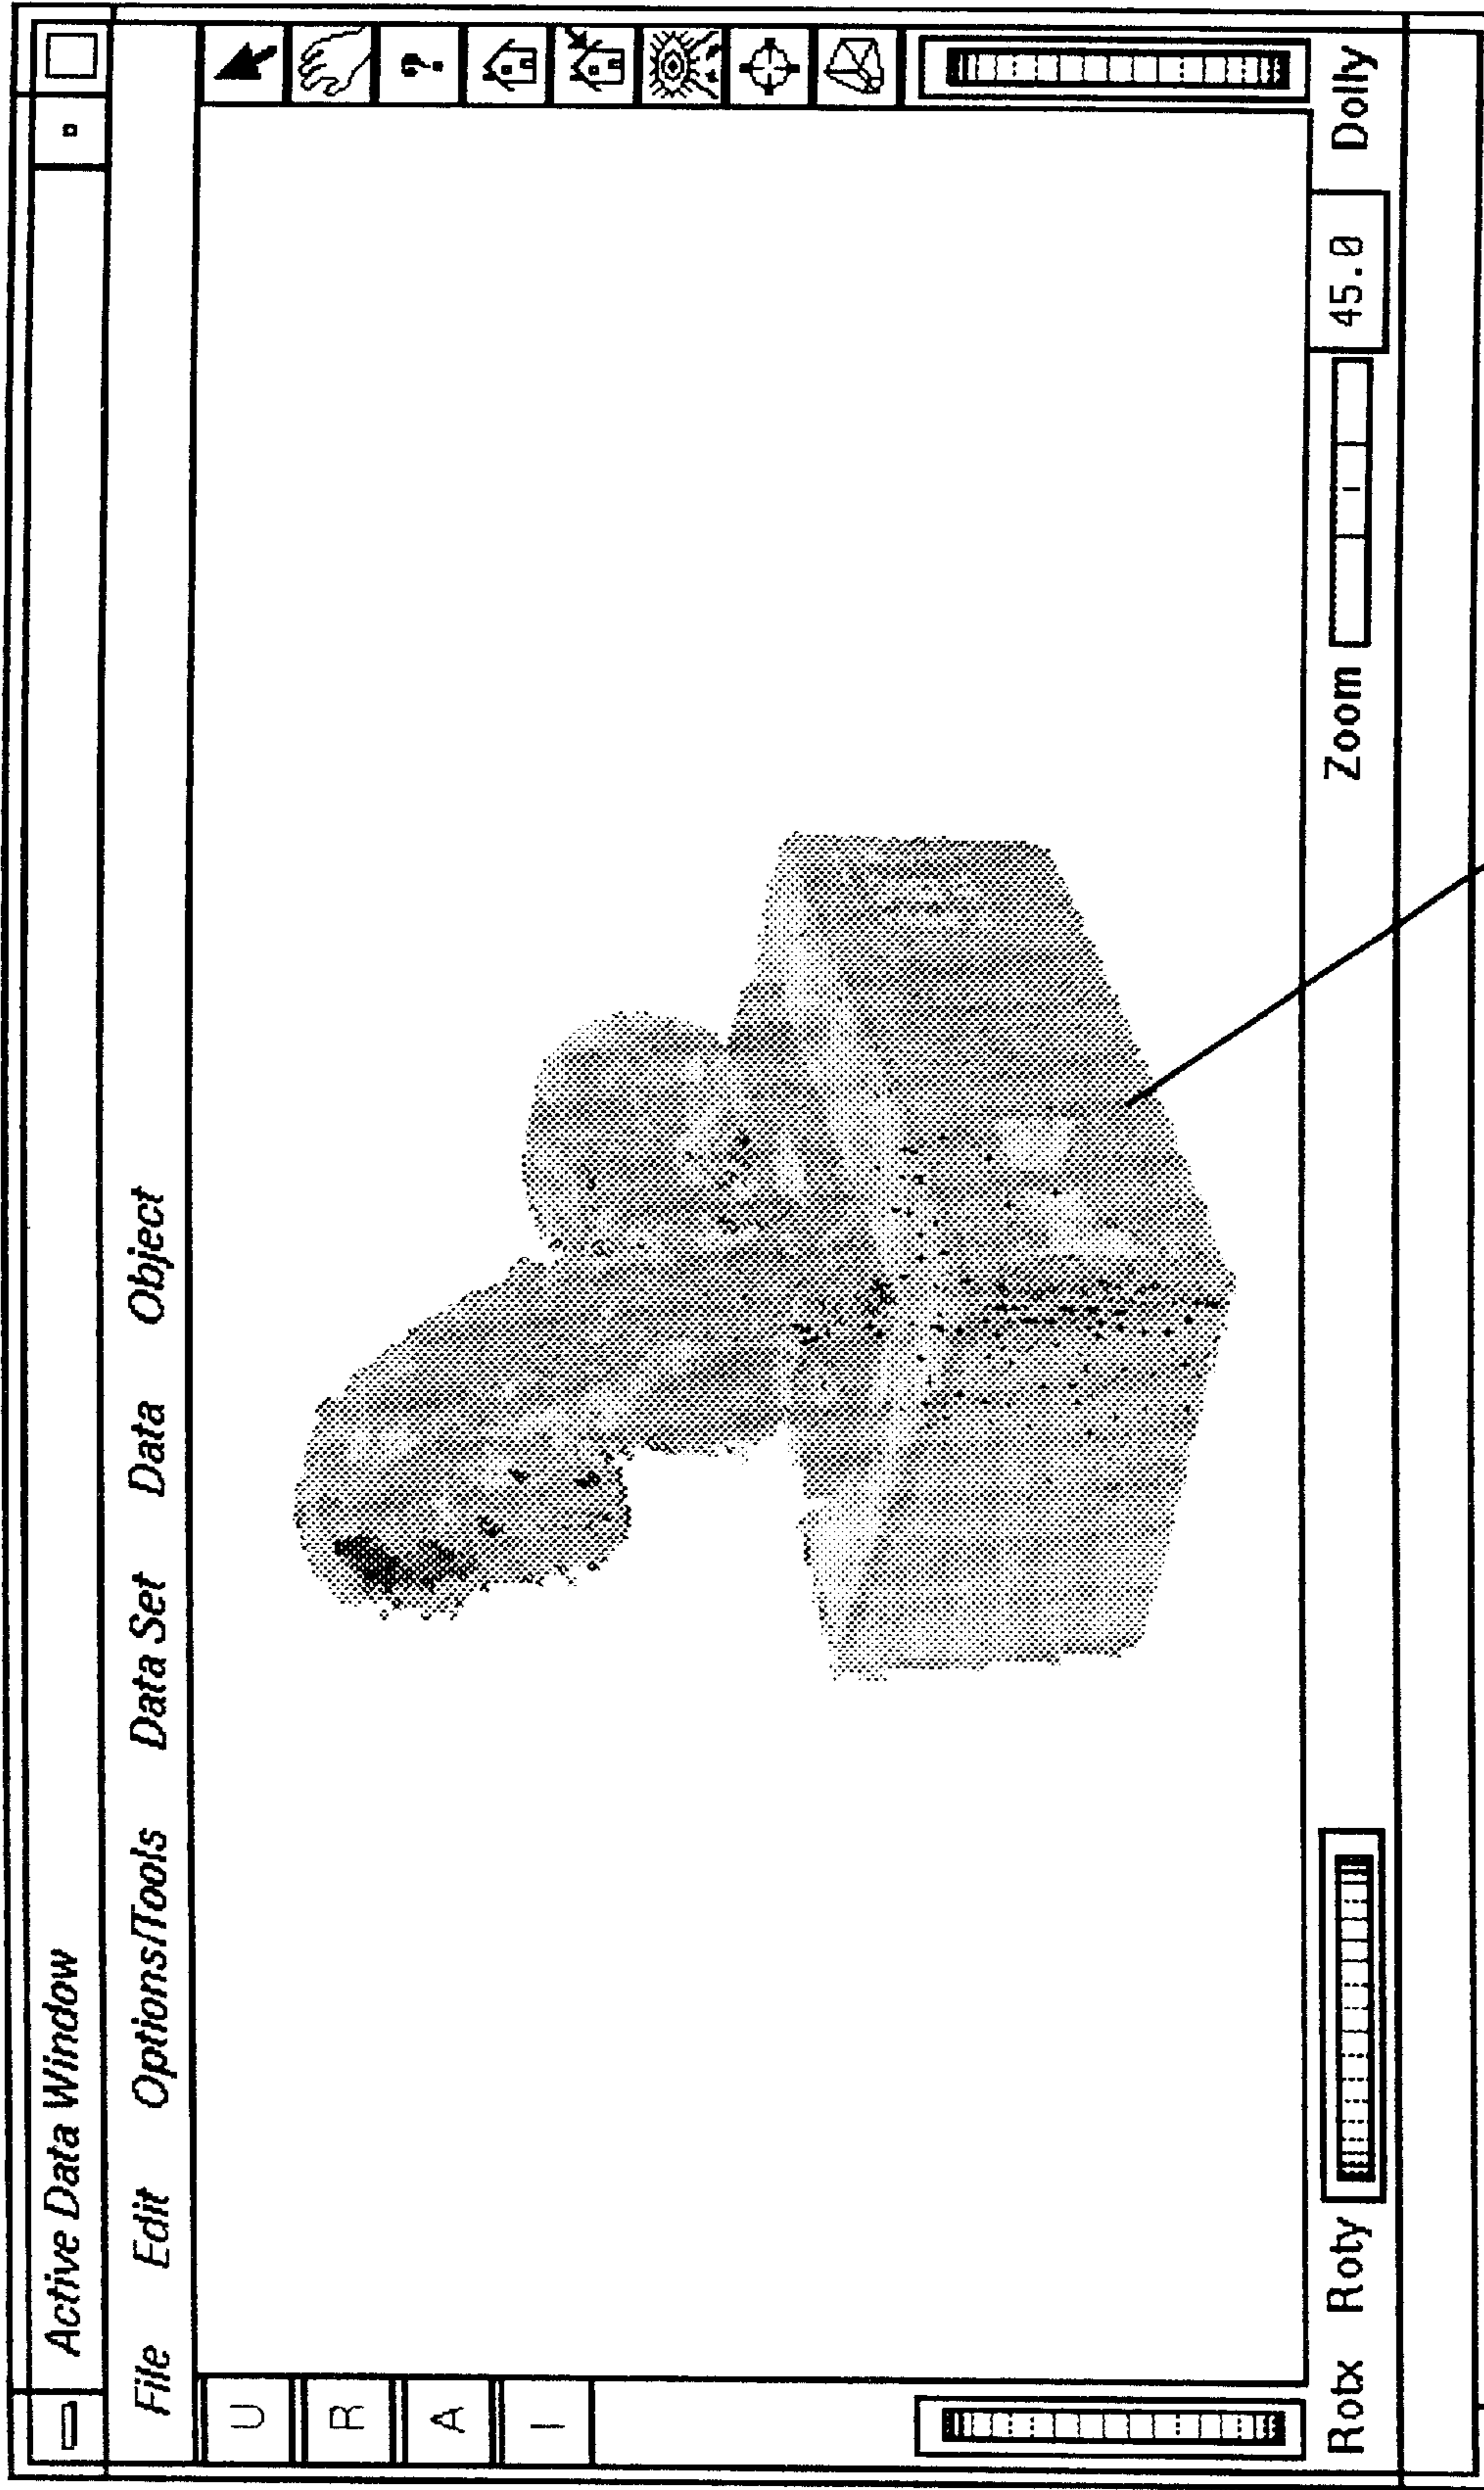 Active Data Window
File Edit Options/Tools Data Set Data Object
U
R
A
I
?
Rotx Roty Zoom 45.0 Dolly